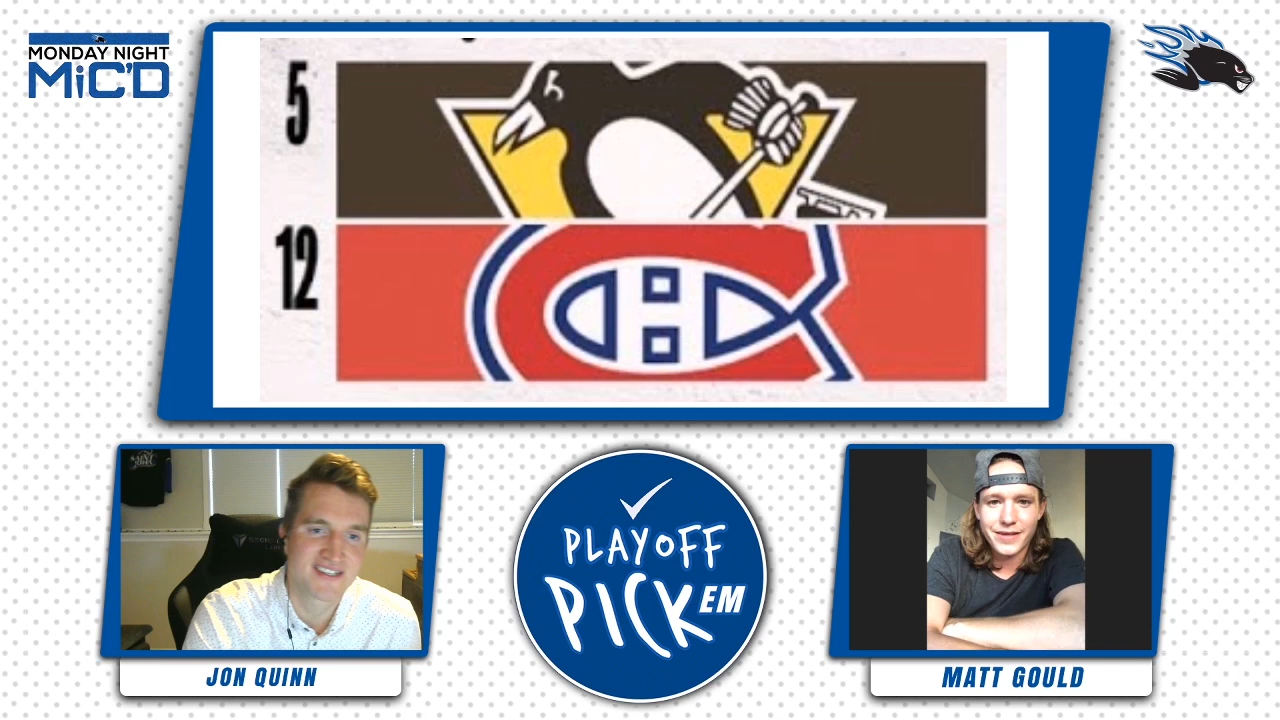 MONDAY NIGHT
MiC'D
5
12
PLAYOFF
PICK EM
JON QUINN
MATT GOULD